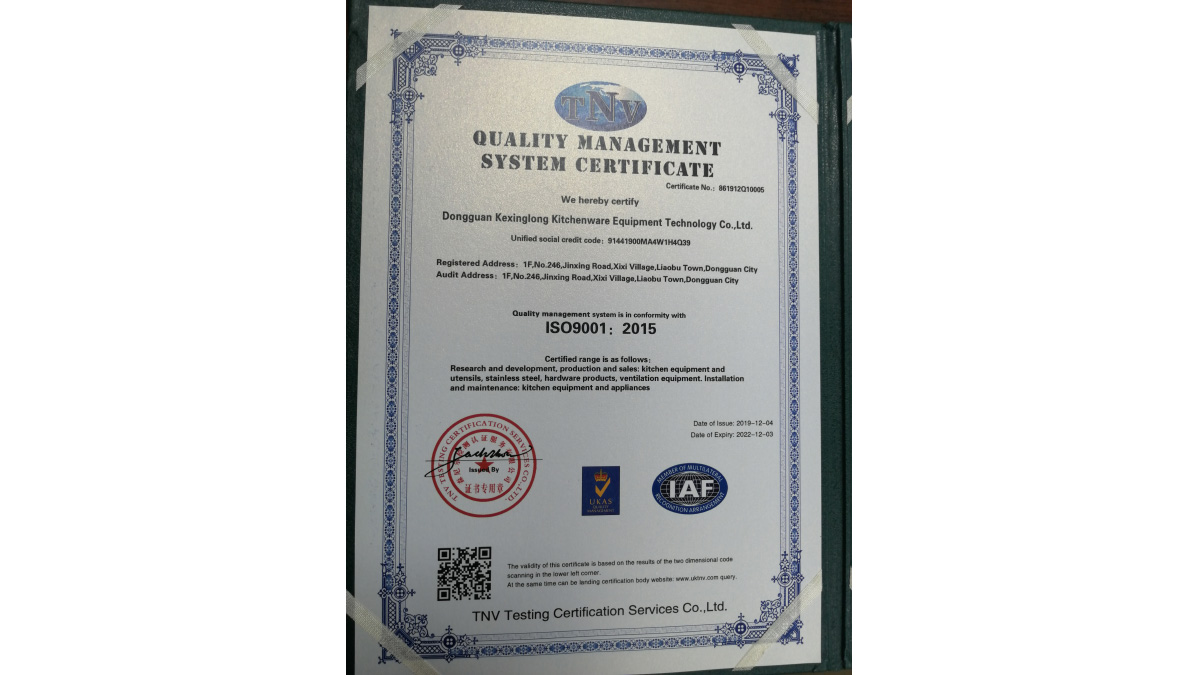 TNV
QUALITY MANAGEMENT
SYSTEM CERTIFICATE
Certificate No.: 861912Q10005
We hereby certify
Dongguan Kexinglong Kitchenware Equipment Technology Co.,Ltd.
Unified social credit code: 91441900MA4W1H4Q39
Registered Address: 1F,No.246,Jinxing Road,Xixi Village,Liaobu Town,Dongguan City
Audit Address: 1F,No.246,Jinxing Road,Xixi Village,Liaobu Town,Dongguan City
Quality management system is in conformity with
ISO9001: 2015
Certified range is as follows:
Research and development, production and sales: kitchen equipment and
utensils, stainless steel, hardware products, ventilation equipment. Installation
and maintenance: kitchen equipment and appliances
Date of Issue: 2019-12-04
Date of Expiry: 2022-12-03
TNV TESTING CERTIFICATION SERVICES CO.,LTD.
Issued By
证书专用章
UKAS
QUALITY
MANAGEMENT
MEMBER OF MULTILATERAL
IAF
RECOGNITION ARRANGEMENT
The validity of this certificate is based on the results of the two dimensional code
scanning in the lower left corner.
At the same time can be lending certification body website: www.uktnv.com query.
TNV Testing Certification Services Co.,Ltd.